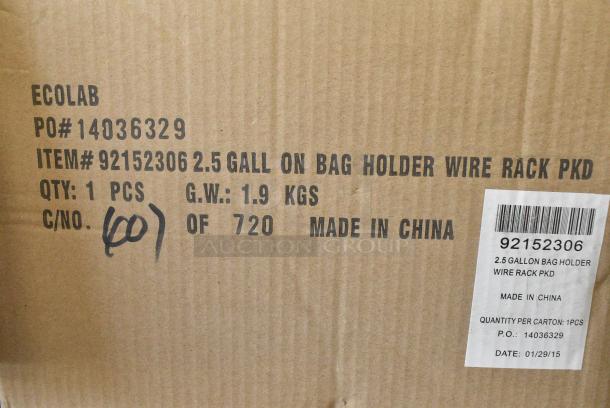 ECOLAB
PO#14036329
ITEM# 92152306 2.5 GALL ON BAG HOLDER WIRE RACK PKD
QTY: 1 PCS G.W.: 1.9 KGS
C/NO. 607 OF 720 MADE IN CHINA
AUCTION GROUP
92152306
2.5 GALLON BAG HOLDER
WIRE RACK PKD
MADE IN CHINA
QUANTITY PER CARTON: 1PCS
P.O.: 14036329
DATE: 01/29/15